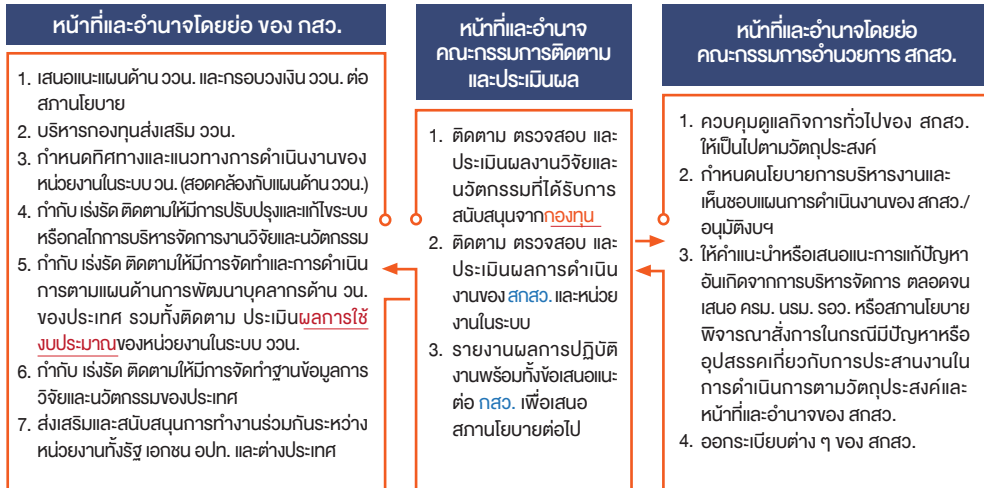 หน้าที่และอำนาจโดยย่อ ของ กสว.
1. เสนอแนะแผนด้าน ววน. และกรอบวงเงิน ววน. ต่อ
สภานโยบาย
2. บริหารกองทุนส่งเสริม ววน.
3. กำหนดทิศทางและแนวทางการดำเนินงานของ
หน่วยงานในระบบ วน. (สอดคล้องกับแผนด้าน ววน.)
4. กำกับ เร่งรัด ติดตามให้มีการปรับปรุงและแก้ไขระบบ
หรือกลไกการบริหารจัดการงานวิจัยและนวัตกรรม
5. กำกับ เร่งรัด ติดตามให้มีการจัดทำและการดำเนิน
การตามแผนด้านการพัฒนาบุคลากรด้าน วน.
ของประเทศ รวมทั้งติดตาม ประเมินผลการใช้
งบประมาณของหน่วยงานในระบบ ววน.
6. กำกับ เร่งรัด ติดตามให้มีการจัดทำฐานข้อมูลการ
วิจัยและนวัตกรรมของประเทศ
7. ส่งเสริมและสนับสนุนการทำงานร่วมกันระหว่าง
หน่วยงานทั้งรัฐ เอกชน อปท. และต่างประเทศ
หน้าที่และอำนาจ
คณะกรรมการติดตาม
และประเมินผล
1. ติดตาม ตรวจสอบ และ
ประเมินผลงานวิจัยและ
นวัตกรรมที่ได้รับการ
สนับสนุนจากกองทุน
2. ติดตาม ตรวจสอบ และ
ประเมินผลการดำเนิน
งานของ สกสว. และหน่วย
งานในระบบ
3. รายงานผลการปฏิบัติ
งานพร้อมทั้งข้อเสนอแนะ
ต่อ กสว. เพื่อเสนอ
สภานโยบายต่อไป
หน้าที่และอำนาจโดยย่อ
คณะกรรมการอำนวยการ สกสว.
1. ควบคุมดูแลกิจการทั่วไปของ สกสว.
ให้เป็นไปตามวัตถุประสงค์
2. กำหนดนโยบายการบริหารงานและ
เห็นชอบแผนการดำเนินงานของ สกสว./
อนุมัติงบฯ
3. ให้คำแนะนำหรือเสนอแนะการแก้ปัญหา
อันเกิดจากการบริหารจัดการ ตลอดจน
เสนอ ครม. นรม. รอว. หรือสภานโยบาย
พิจารณาสั่งการในกรณีมีปัญหาหรือ
อุปสรรคเกี่ยวกับการประสานงานใน
การดำเนินการตามวัตถุประสงค์และ
หน้าที่และอำนาจของ สกสว.
4. ออกระเบียบต่าง ๆ ของ สกสว.